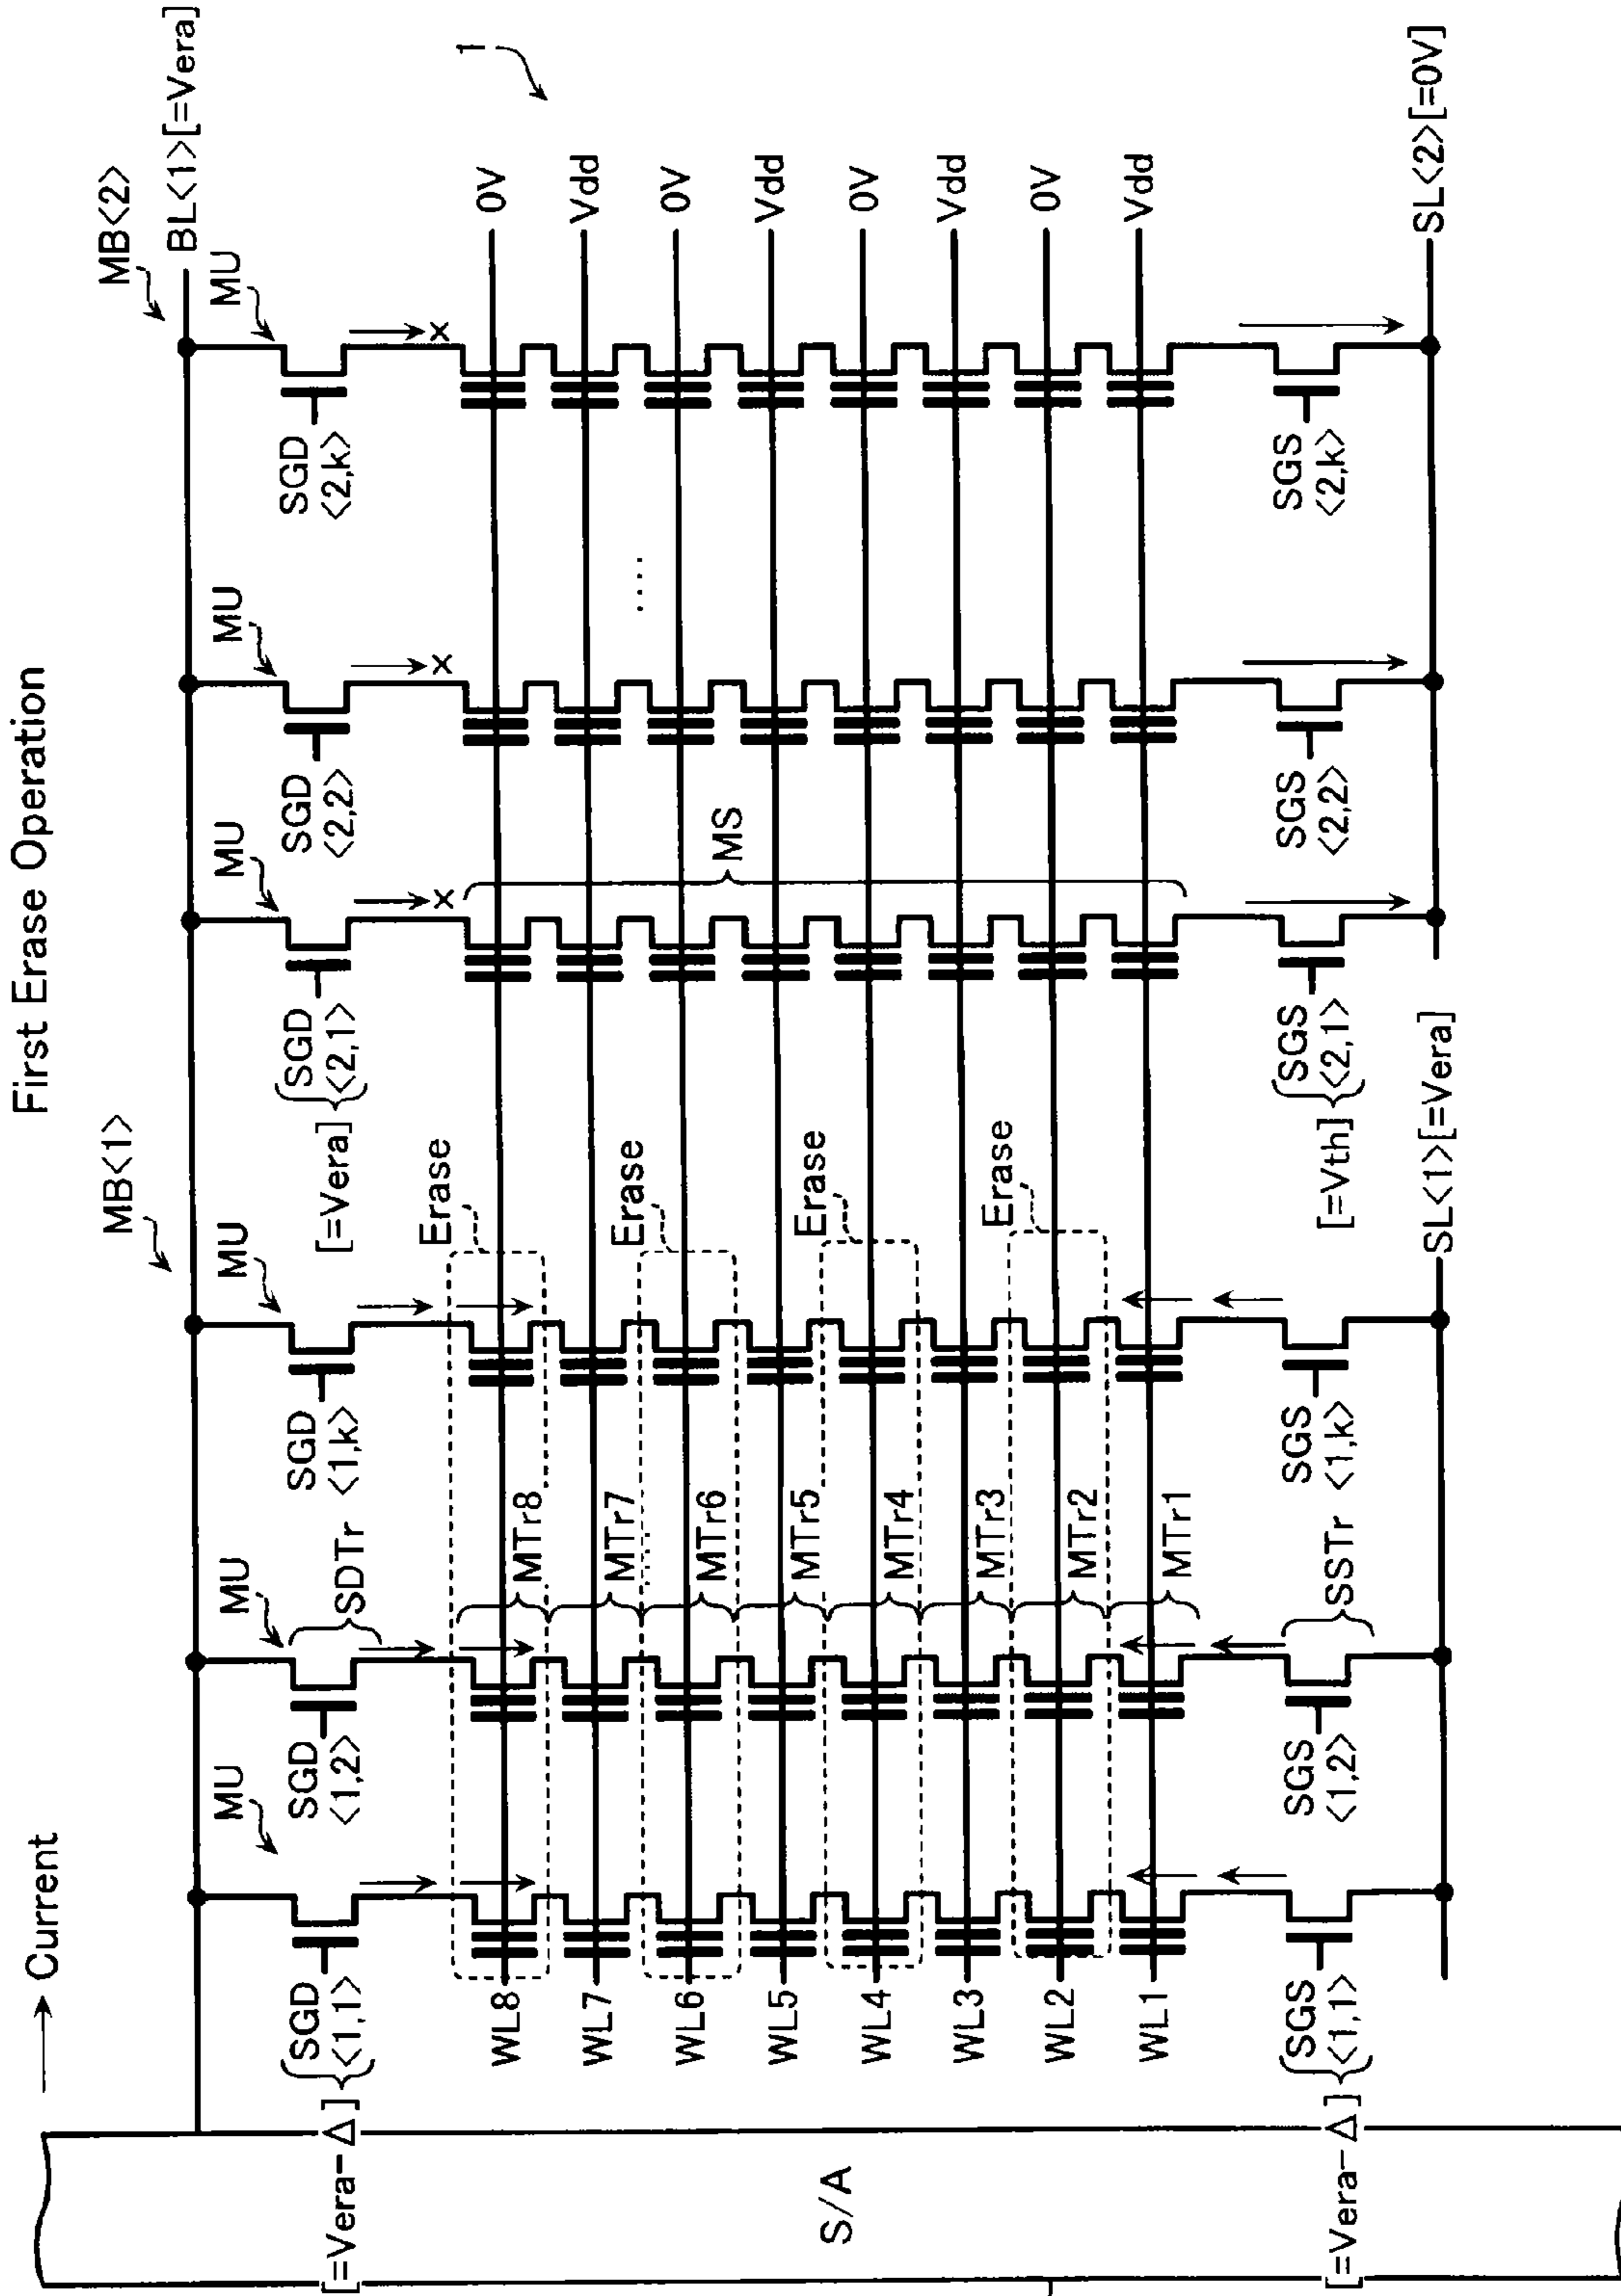 First Erase Operation
→ Current
MB<1>
MB<2>
BL<1>[=Vera]
1
MU
MU
MU
MU
MU
MU
SDTr
SGD
<1,1>
[=Vera-Δ]
SGD
<1,2>
SGD
<1,k>
SGD
<2,1>
[=Vera]
SGD
<2,2>
SGD
<2,k>
Erase
Erase
Erase
Erase
WL8
MTr8
0V
WL7
MTr7
Vdd
WL6
MTr6
0V
WL5
MTr5
Vdd
WL4
MTr4
0V
WL3
MTr3
Vdd
WL2
MTr2
0V
WL1
MTr1
Vdd
MS
S/A
SSTr
SGS
<1,1>
[=Vera-Δ]
SGS
<1,2>
SGS
<1,k>
SGS
<2,1>
[=Vth]
SGS
<2,2>
SGS
<2,k>
SL<1>[=Vera]
SL<2>[=0V]